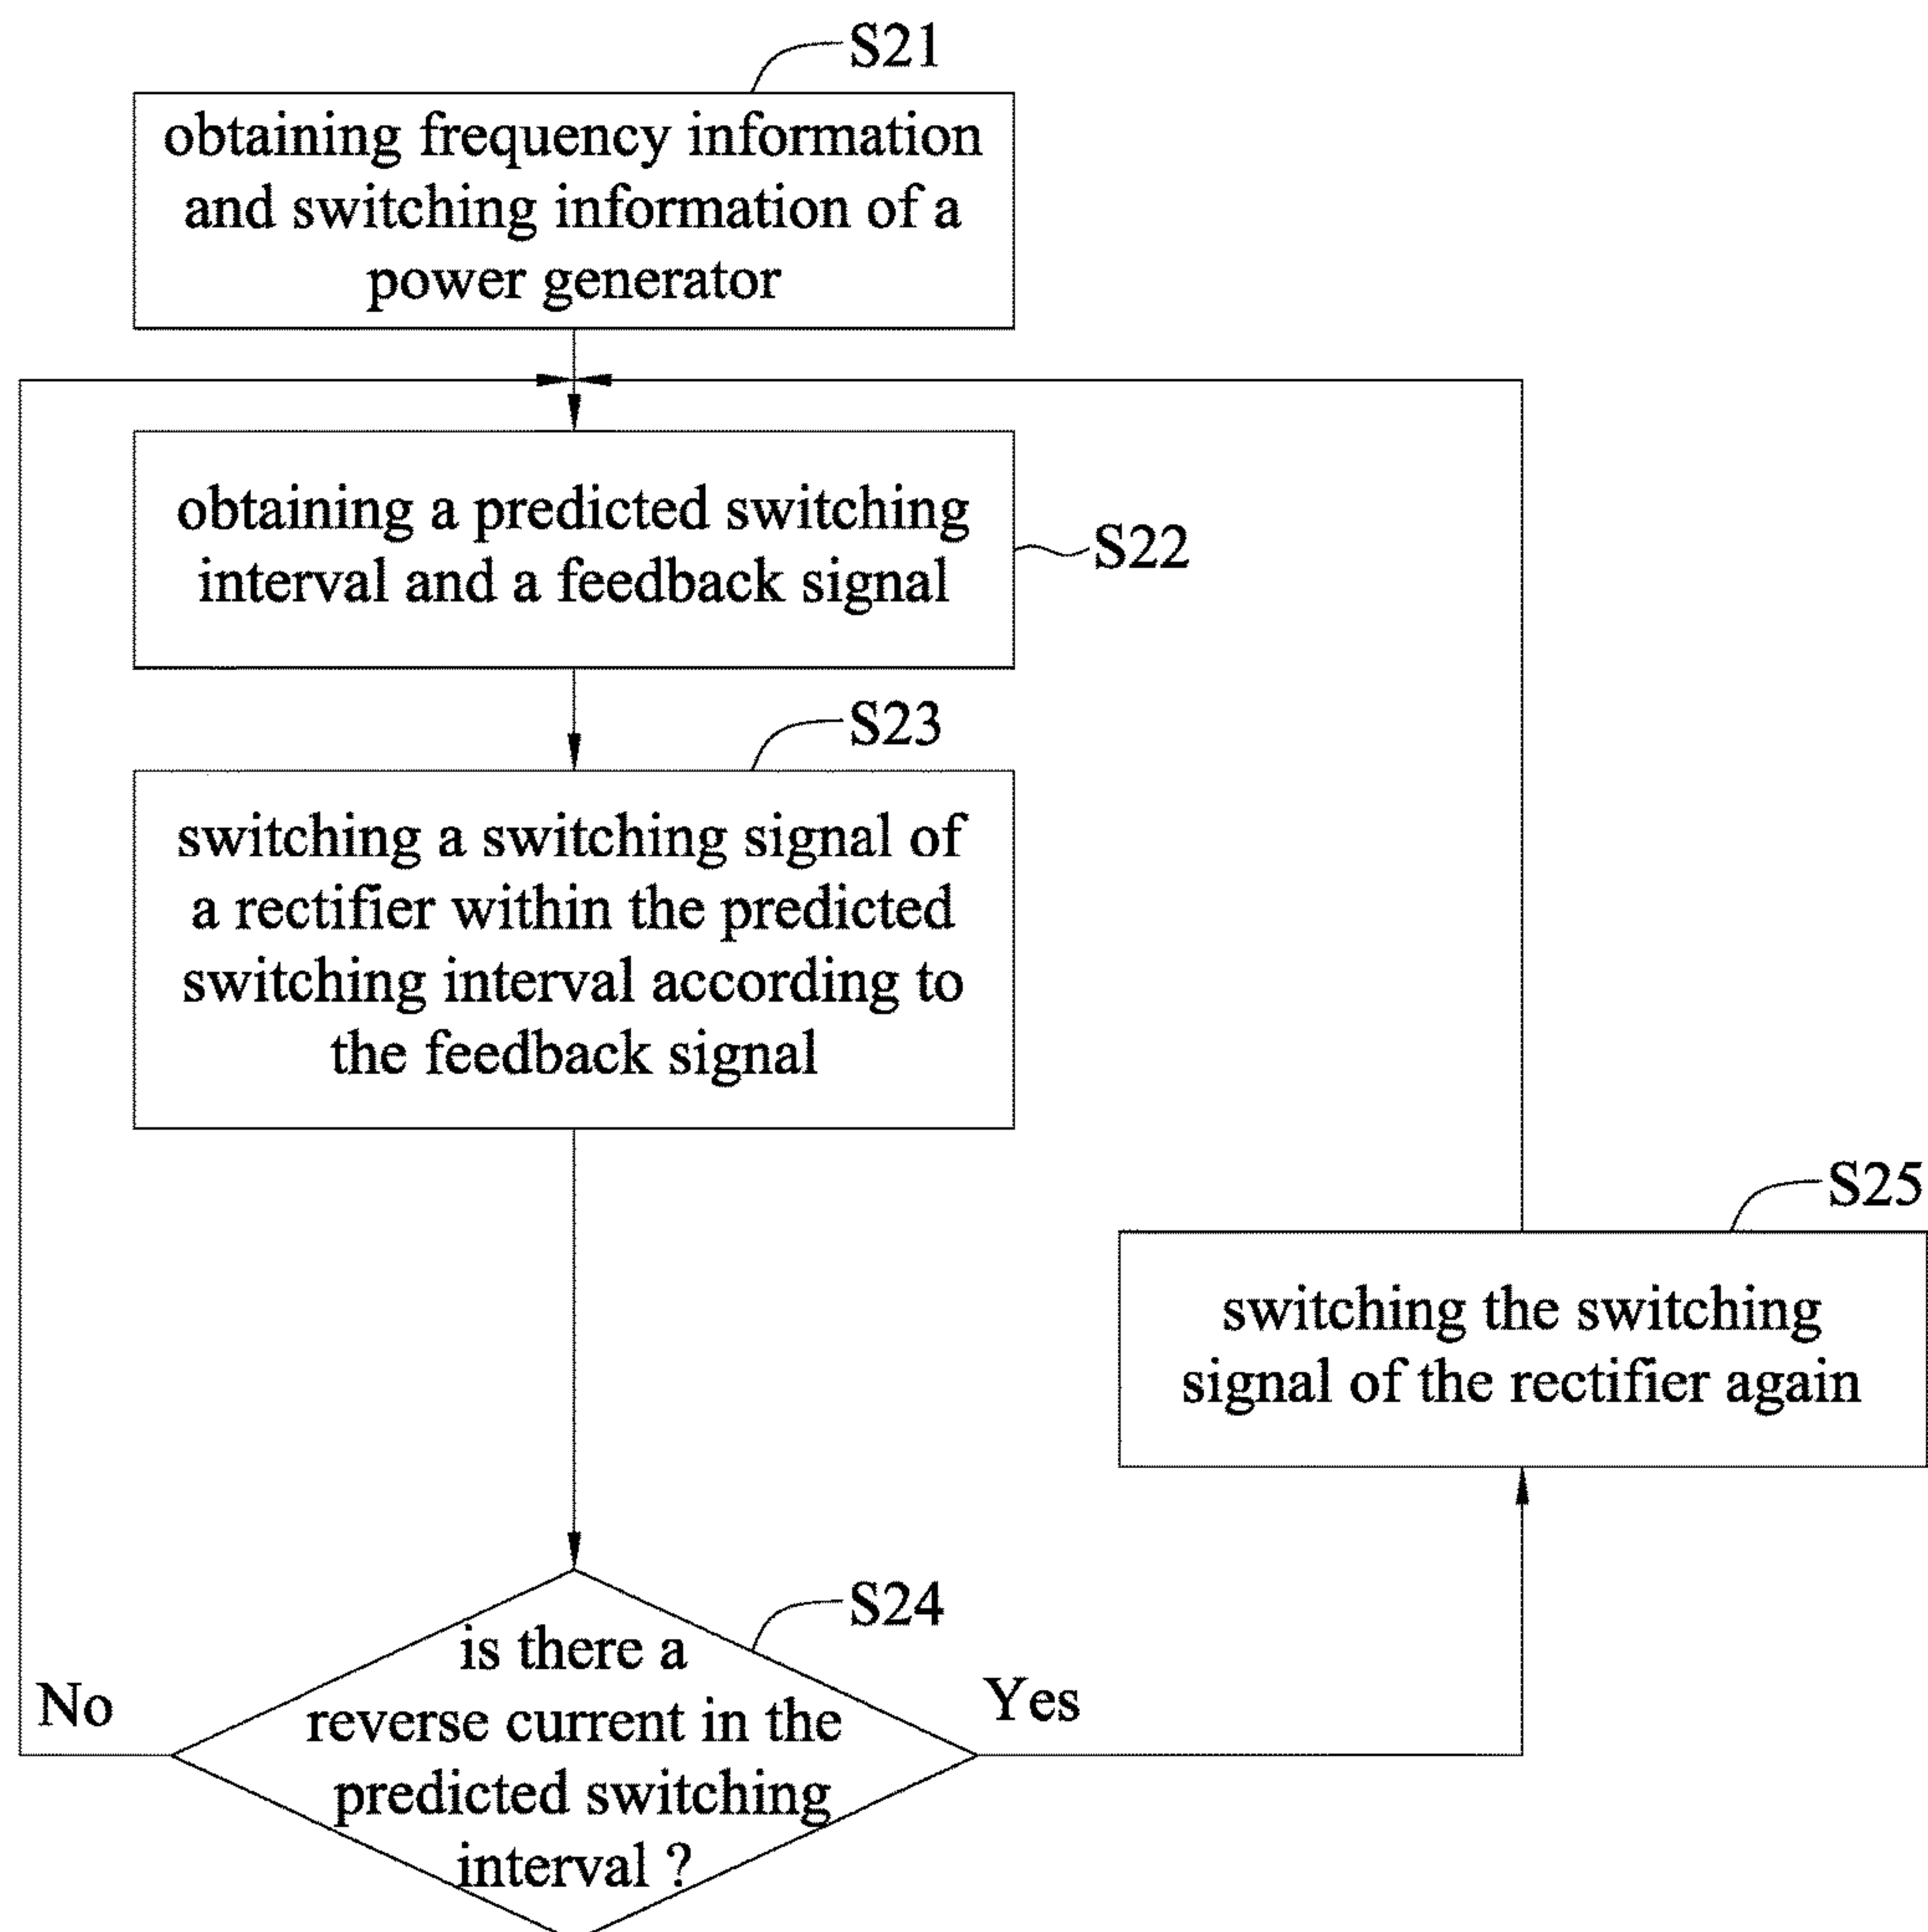 S21
obtaining frequency information
and switching information of a
power generator
obtaining a predicted switching
interval and a feedback signal
S22
S23
switching a switching signal of
a rectifier within the predicted
switching interval according to
the feedback signal
S25
switching the switching
signal of the rectifier again
S24
is there a
reverse current in the
predicted switching
interval ?
No
Yes